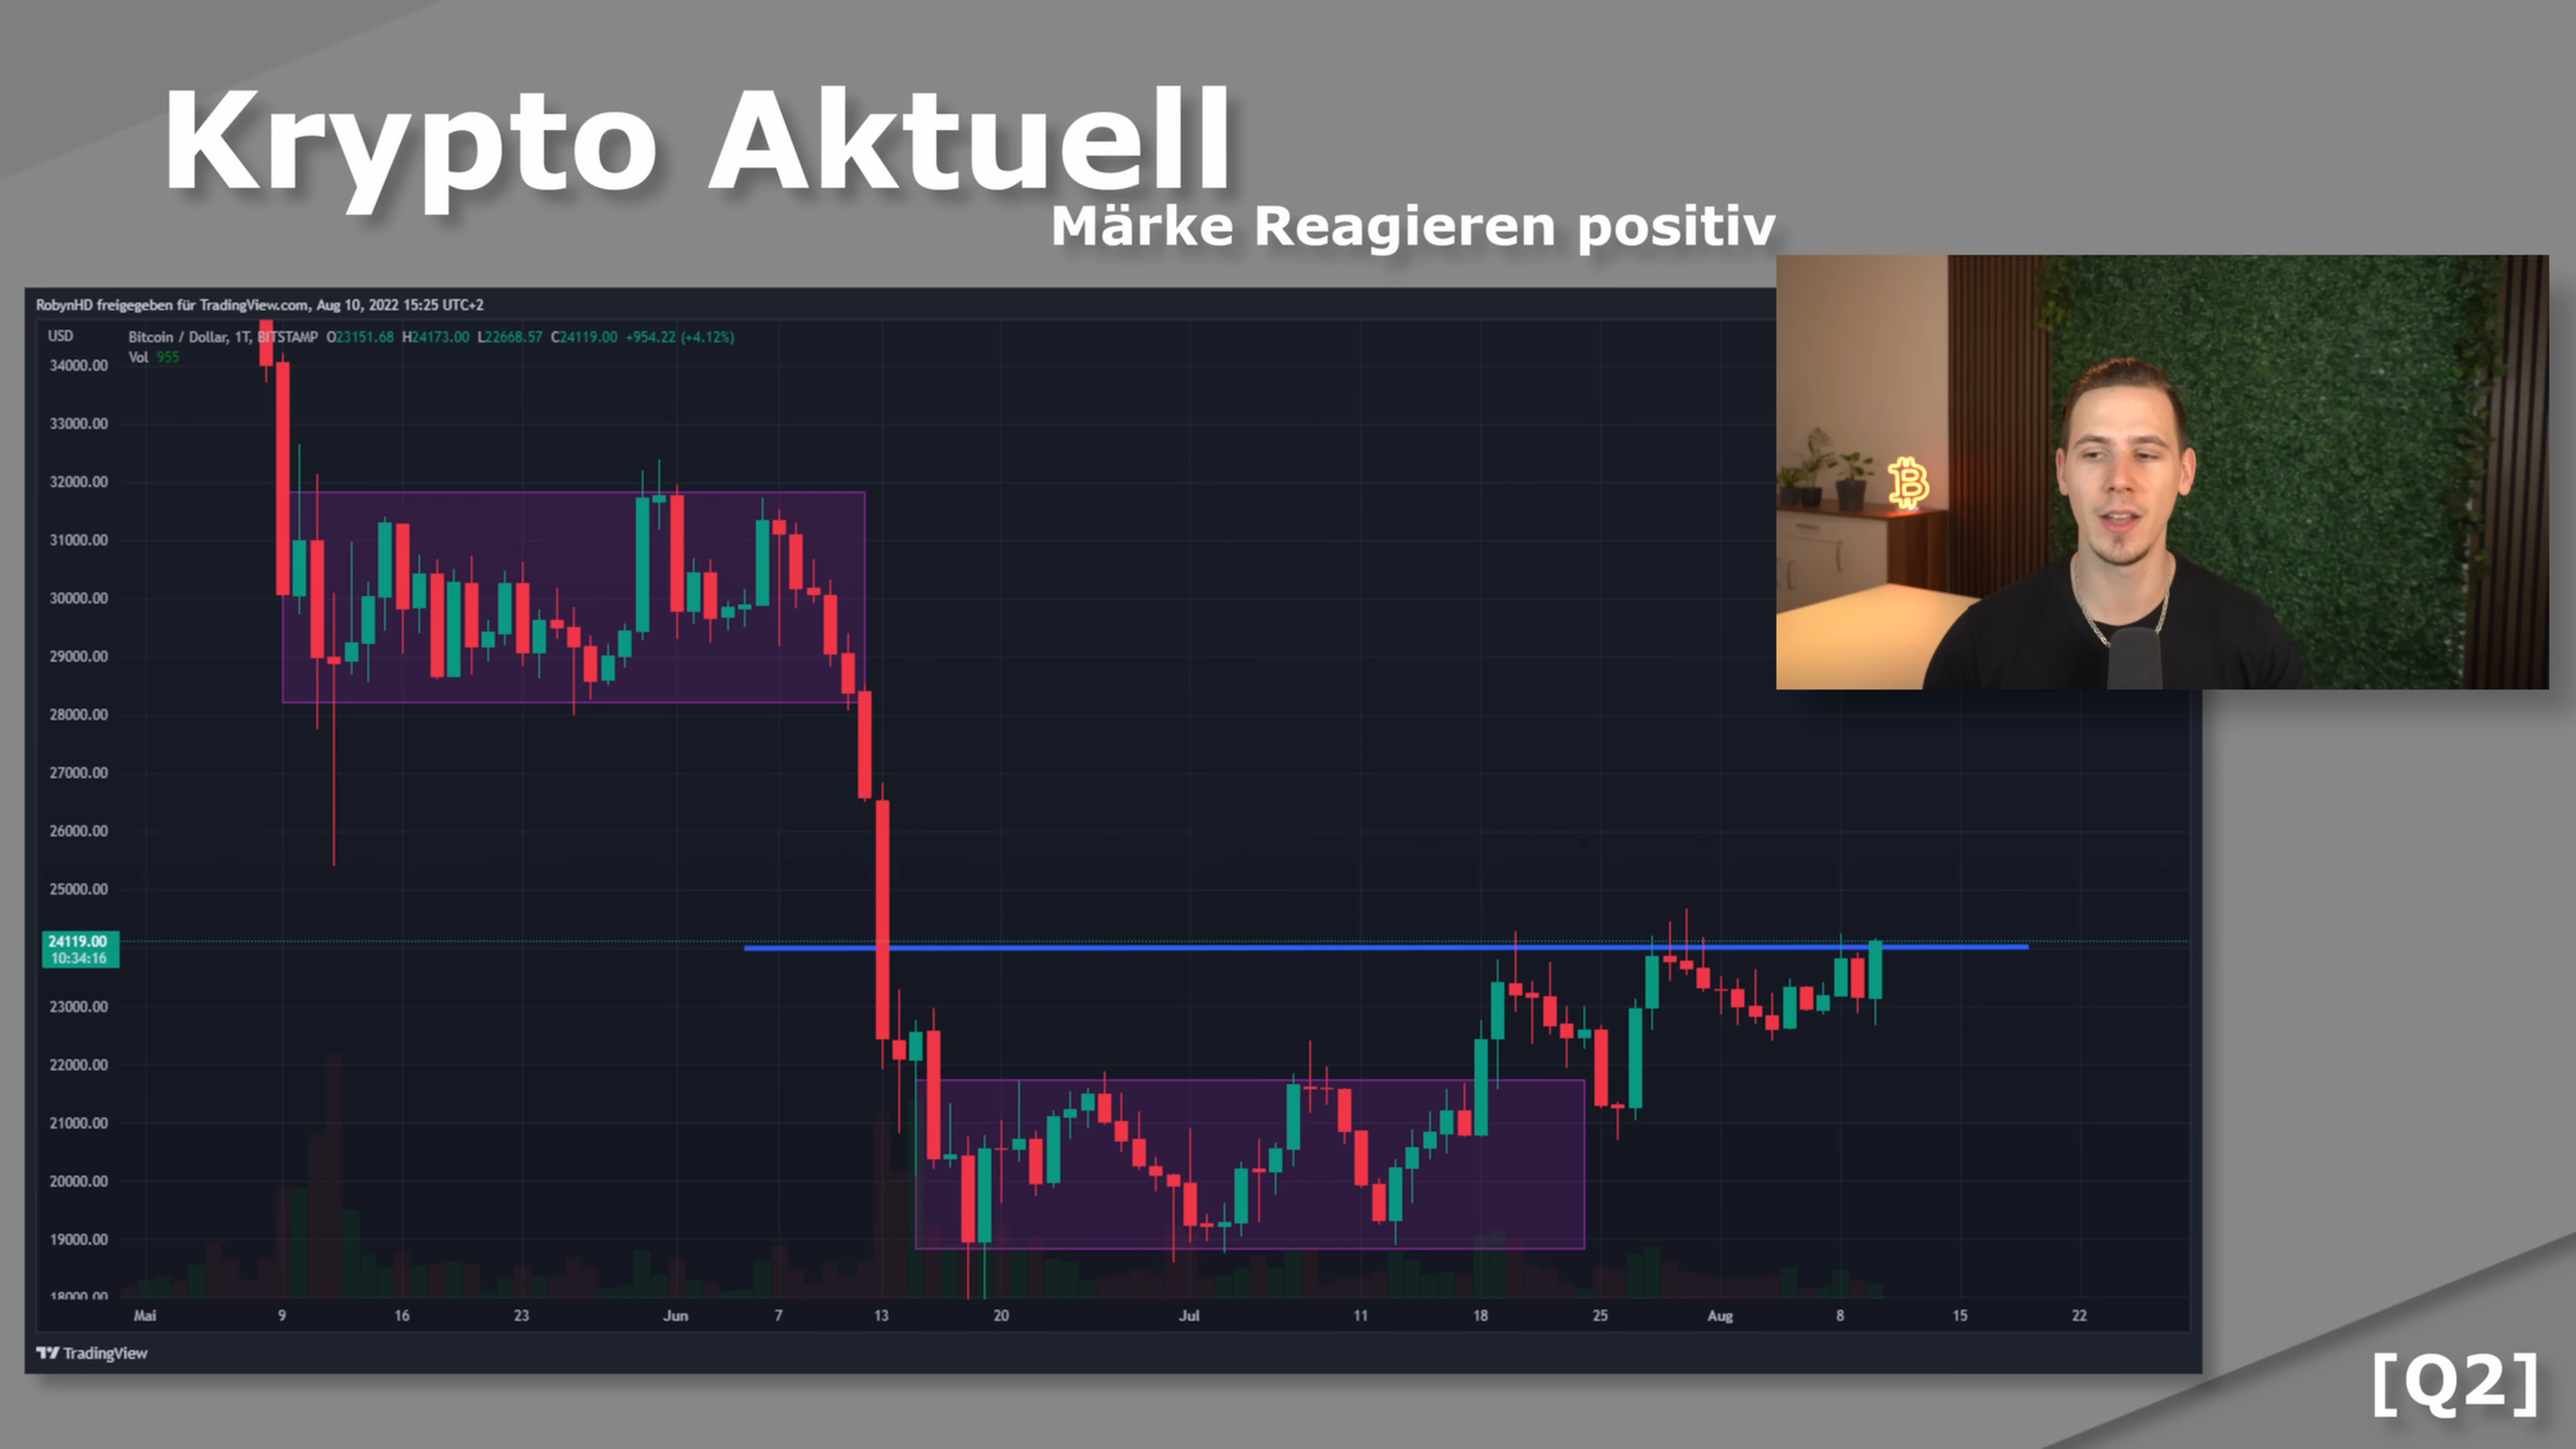 Krypto Aktuell
Märke Reagieren positiv
RobynHD freigegeben für TradingView.com, Aug 10, 2022 15:25 UTC+2
USD
Bitcoin / Dollar, 1T, BITSTAMP O23151.68 H24173.00 L22668.57 C24119.00 +954.22 (+4.12%)
Vol 955
34000.00
33000.00
32000.00
31000.00
30000.00
29000.00
28000.00
27000.00
26000.00
25000.00
24119.00
10:34:16
23000.00
22000.00
21000.00
20000.00
19000.00
18000.00
Mai 9 16 23 Jun 7 13 20 Jul 11 18 25 Aug 8 15 22
TradingView
[Q2]